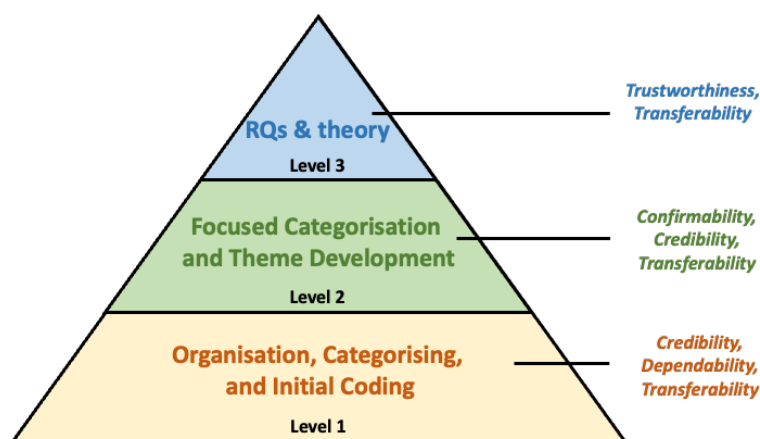 Trustworthiness,
Transferability
RQs & theory
Level 3
Focused Categorisation
and Theme Development
Level 2
Confirmability,
Credibility,
Transferability
Organisation, Categorising,
and Initial Coding
Level 1
Credibility,
Dependability,
Transferability